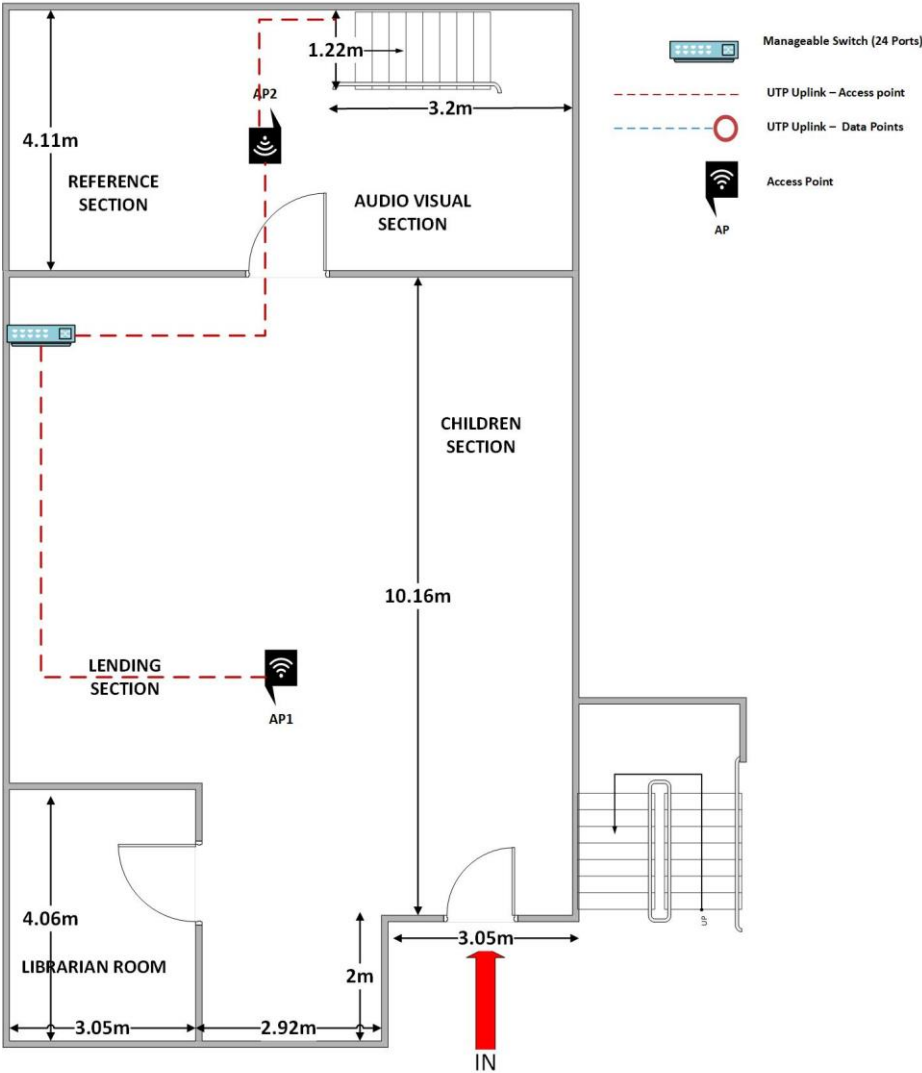 1.22m
AP2
3.2m
4.11m
REFERENCE
SECTION
AUDIO VISUAL
SECTION
CHILDREN
SECTION
10.16m
LENDING
SECTION
AP1
4.06m
LIBRARIAN ROOM
3.05m
2.92m
2m
3.05m
IN
UP
Manageable Switch (24 Ports)
UTP Uplink – Access point
UTP Uplink – Data Points
Access Point
AP